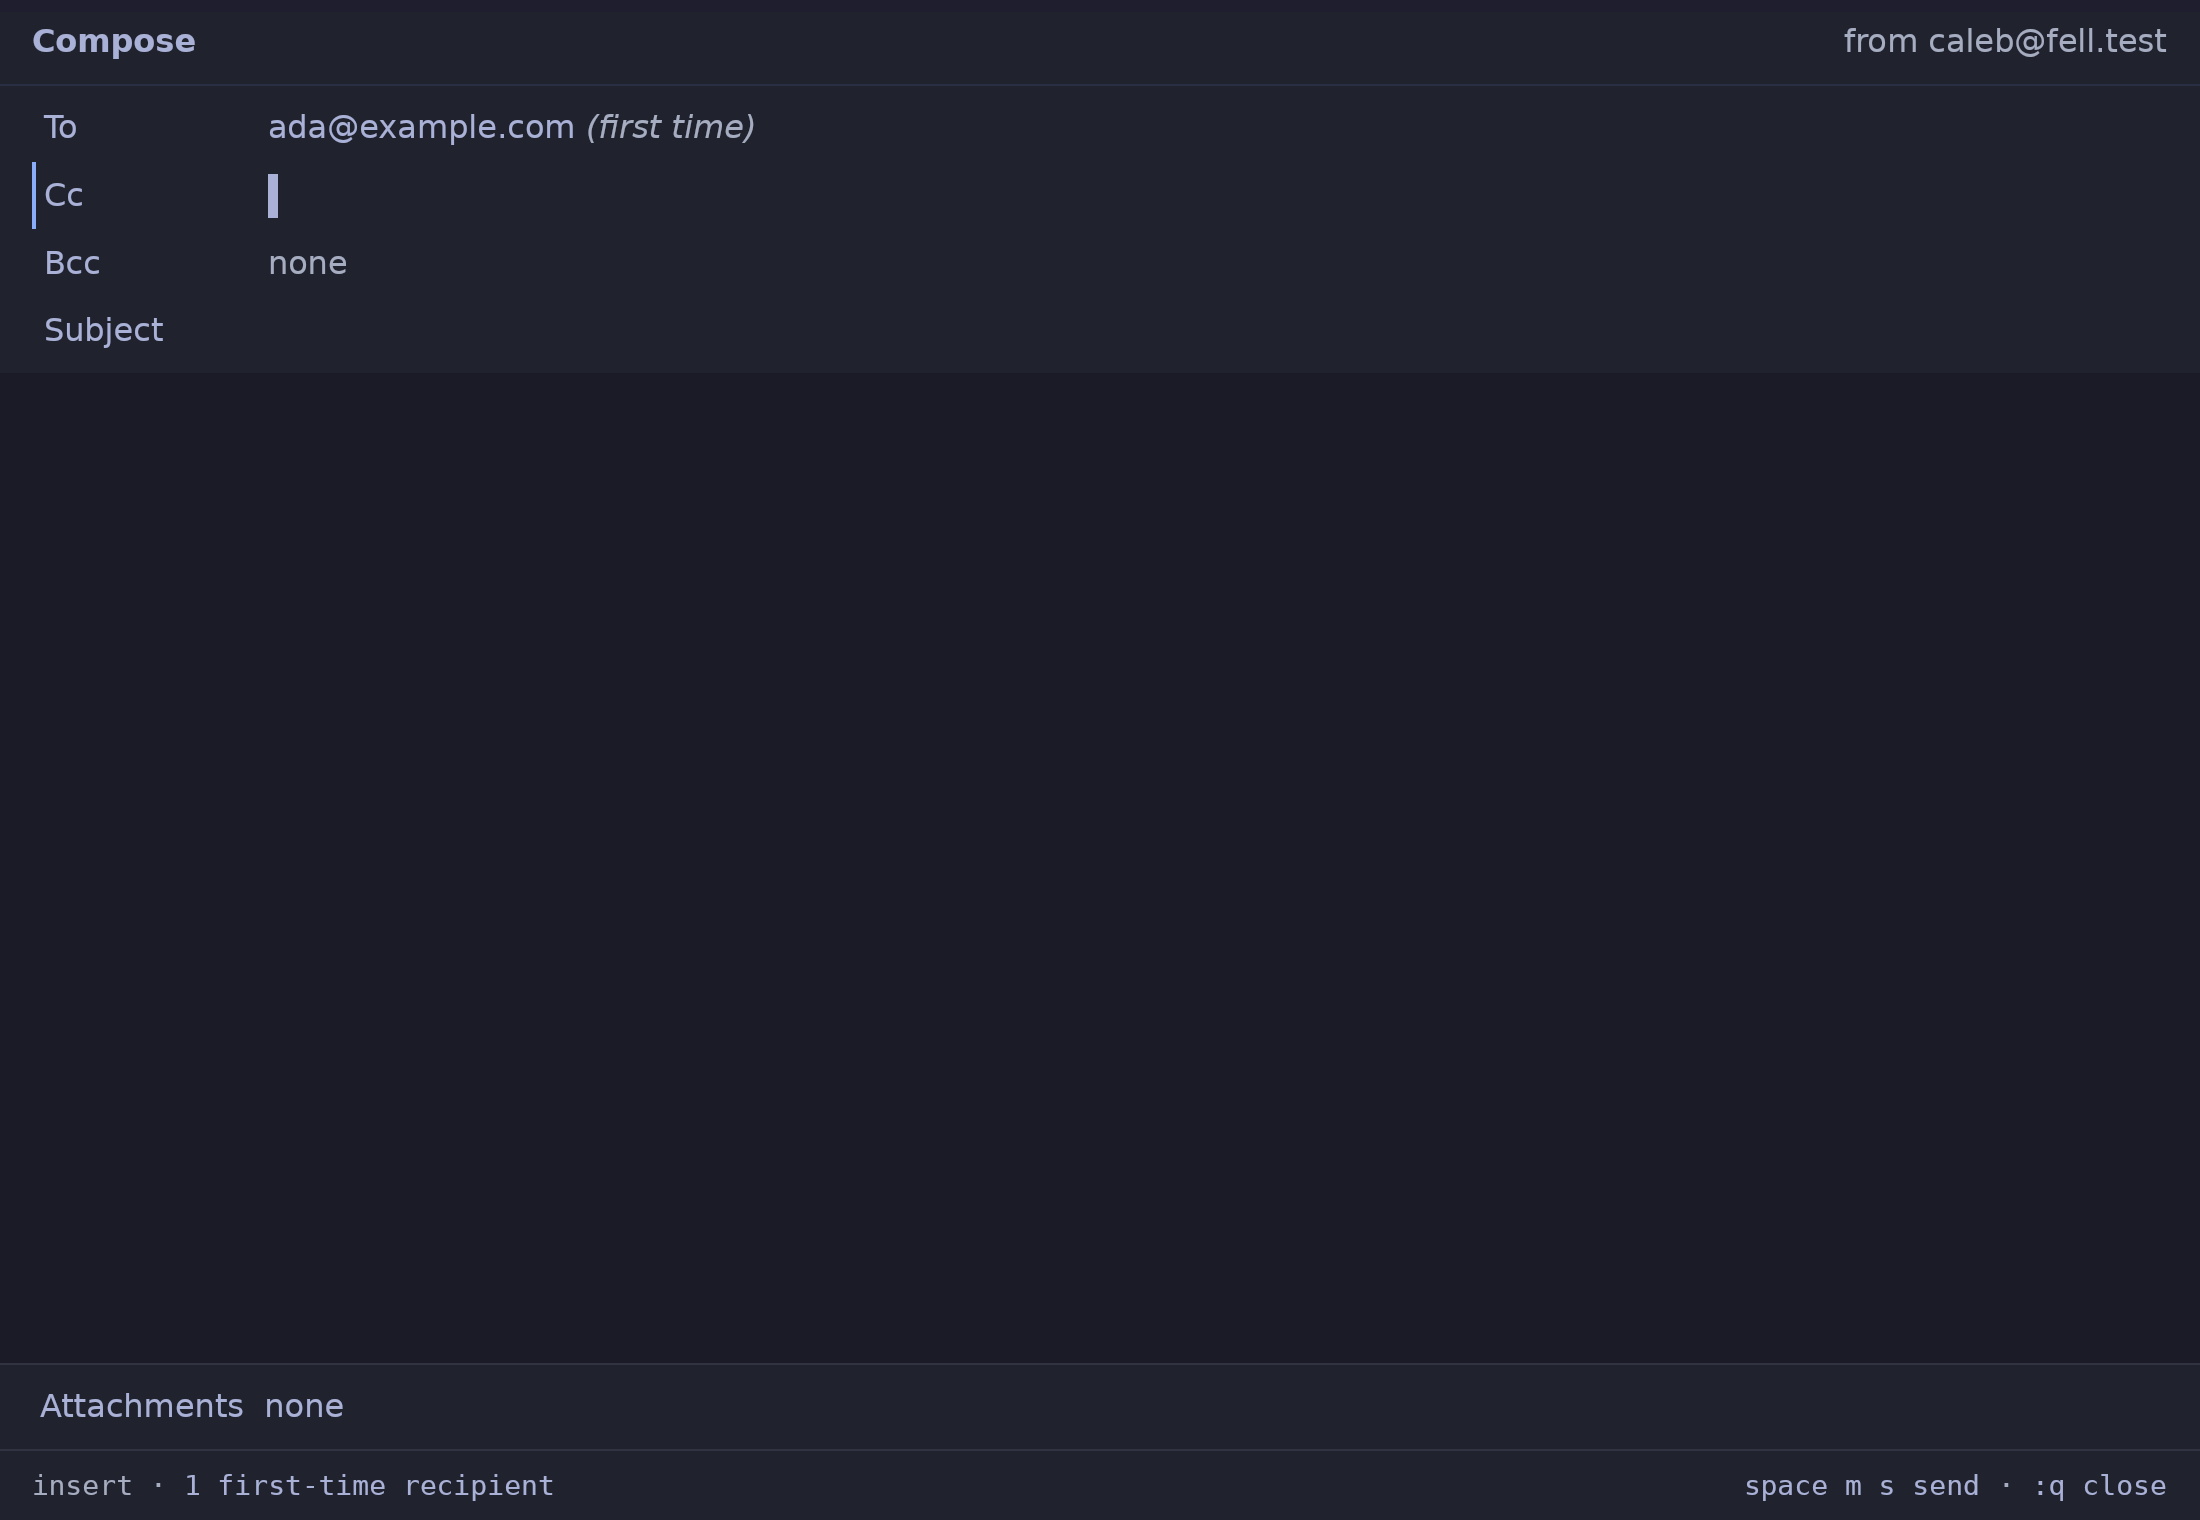 Compose from caleb@fell.test
To ada@example.com (first time)
Cc
Bcc none
Subject
Attachments none
insert · 1 first-time recipient space m s send · :q close